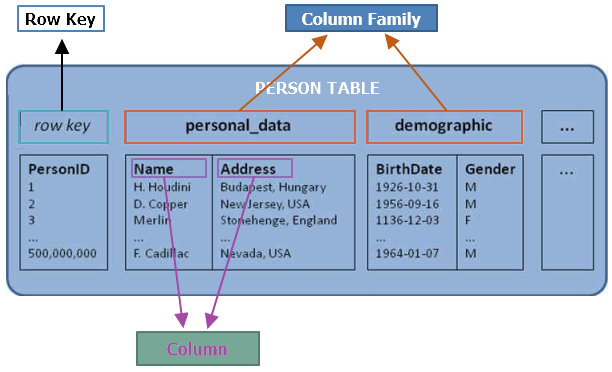 Row Key
Column Family
PERSON TABLE
row key
personal_data
demographic
...
PersonID
Name
Address
BirthDate
Gender
...
1
H. Houdini
Budapest, Hungary
1926-10-31
M
2
D. Copper
New Jersey, USA
1956-09-16
M
3
Merlin
Stonehenge, England
1136-12-03
F
...
...
...
...
...
500,000,000
F. Cadillac
Nevada, USA
1964-01-07
M
Column